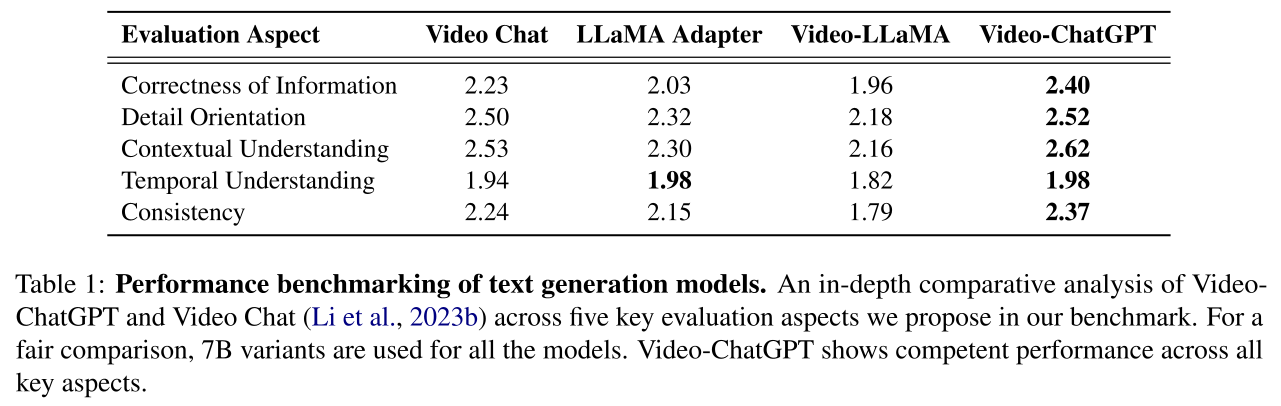 Evaluation Aspect Video Chat LLaMA Adapter Video-LLaMA Video-ChatGPT
Correctness of Information 2.23 2.03 1.96 2.40
Detail Orientation 2.50 2.32 2.18 2.52
Contextual Understanding 2.53 2.30 2.16 2.62
Temporal Understanding 1.94 1.98 1.82 1.98
Consistency 2.24 2.15 1.79 2.37
Table 1: Performance benchmarking of text generation models. An in-depth comparative analysis of Video-
ChatGPT and Video Chat (Li et al., 2023b) across five key evaluation aspects we propose in our benchmark. For a
fair comparison, 7B variants are used for all the models. Video-ChatGPT shows competent performance across all
key aspects.